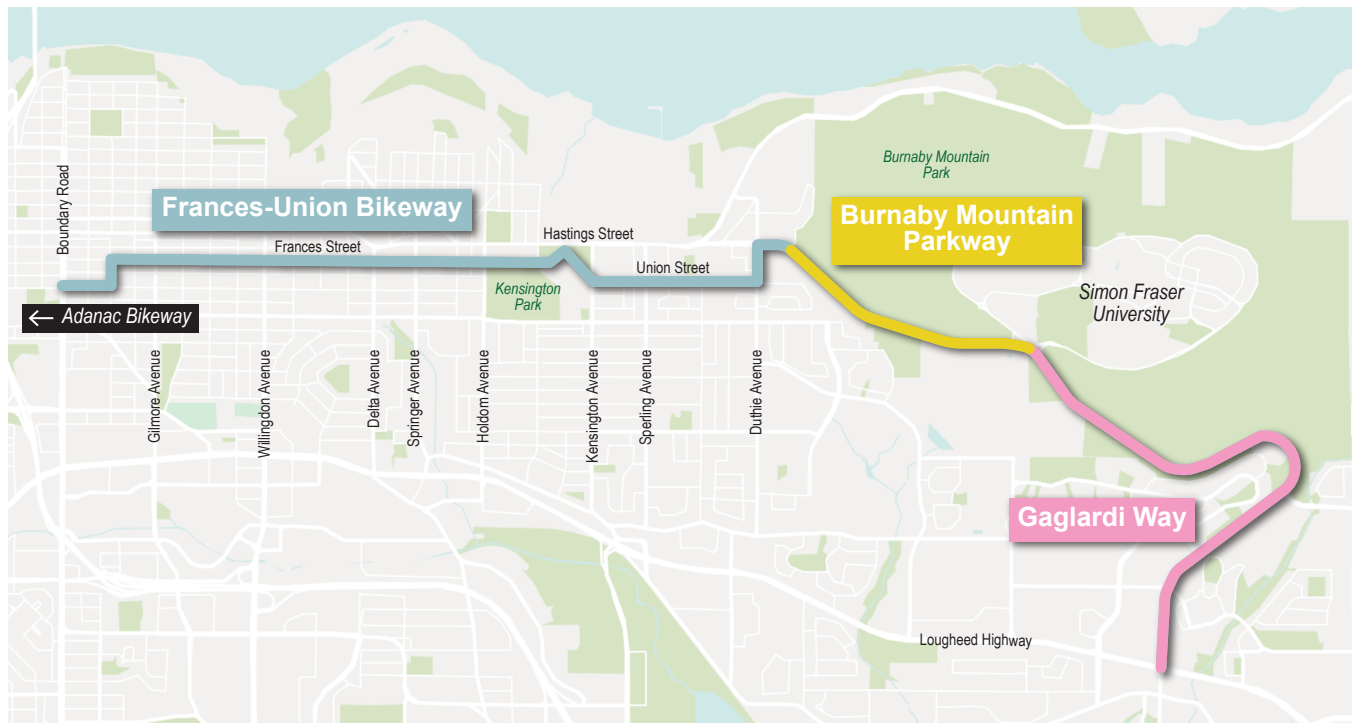 Burnaby Mountain
Park
Boundary Road
Frances-Union Bikeway
Burnaby Mountain
Parkway
Hastings Street
Frances Street
Union Street
Kensington
Park
Simon Fraser
University
← Adanac Bikeway
Gilmore Avenue
Willingdon Avenue
Delta Avenue
Springer Avenue
Holdom Avenue
Kensington Avenue
Sperling Avenue
Duthie Avenue
Gaglardi Way
Lougheed Highway